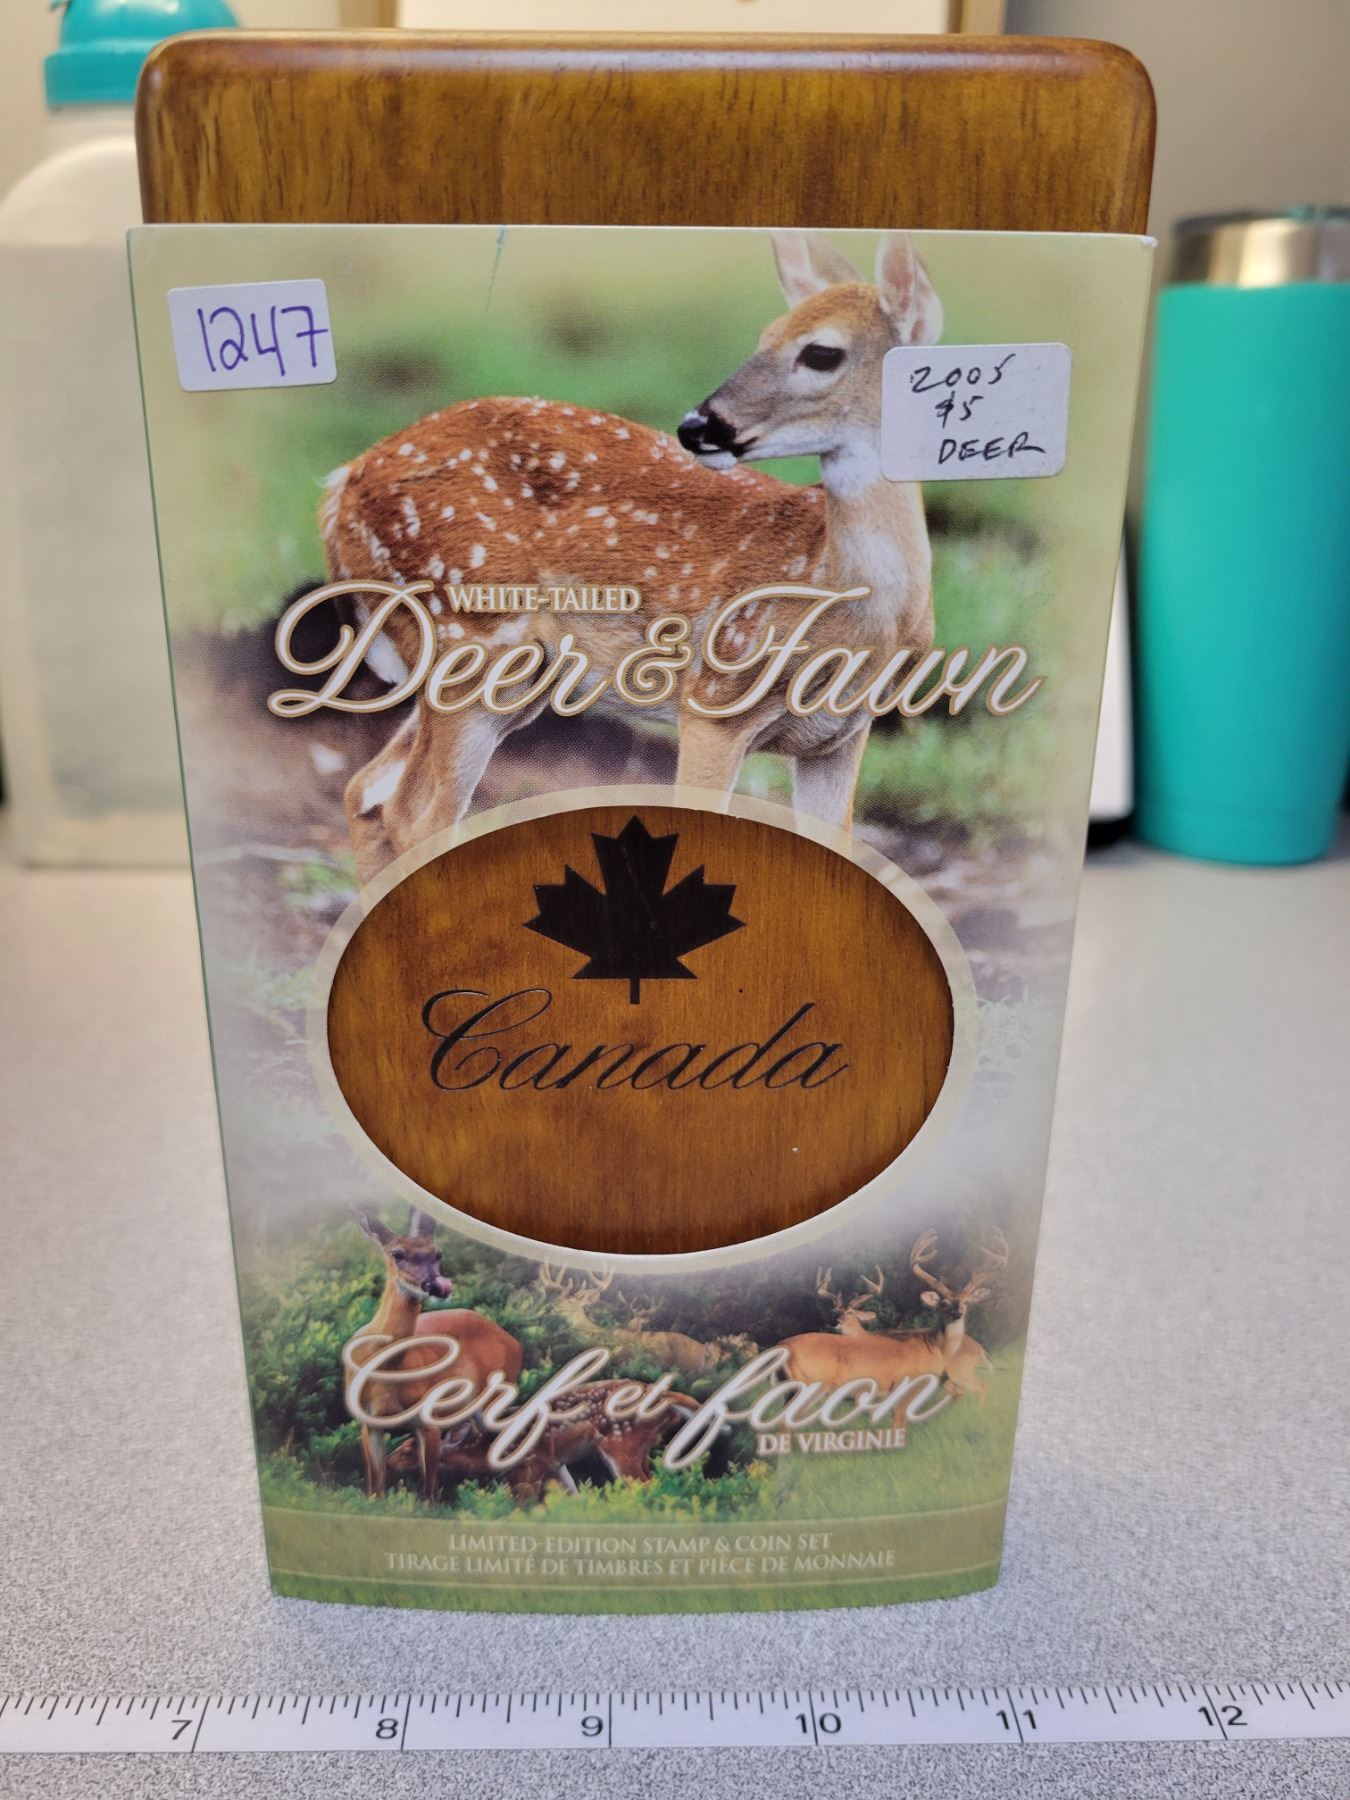 1247
2005
$5
DEER
WHITE-TAILED
Deer & Fawn
Canada
Cerf et faon
DE VIRGINIE
LIMITED-EDITION STAMP & COIN SET
TIRAGE LIMITÉ DE TIMBRES ET PIÈCE DE MONNAIE
7 8 9 10 11 12